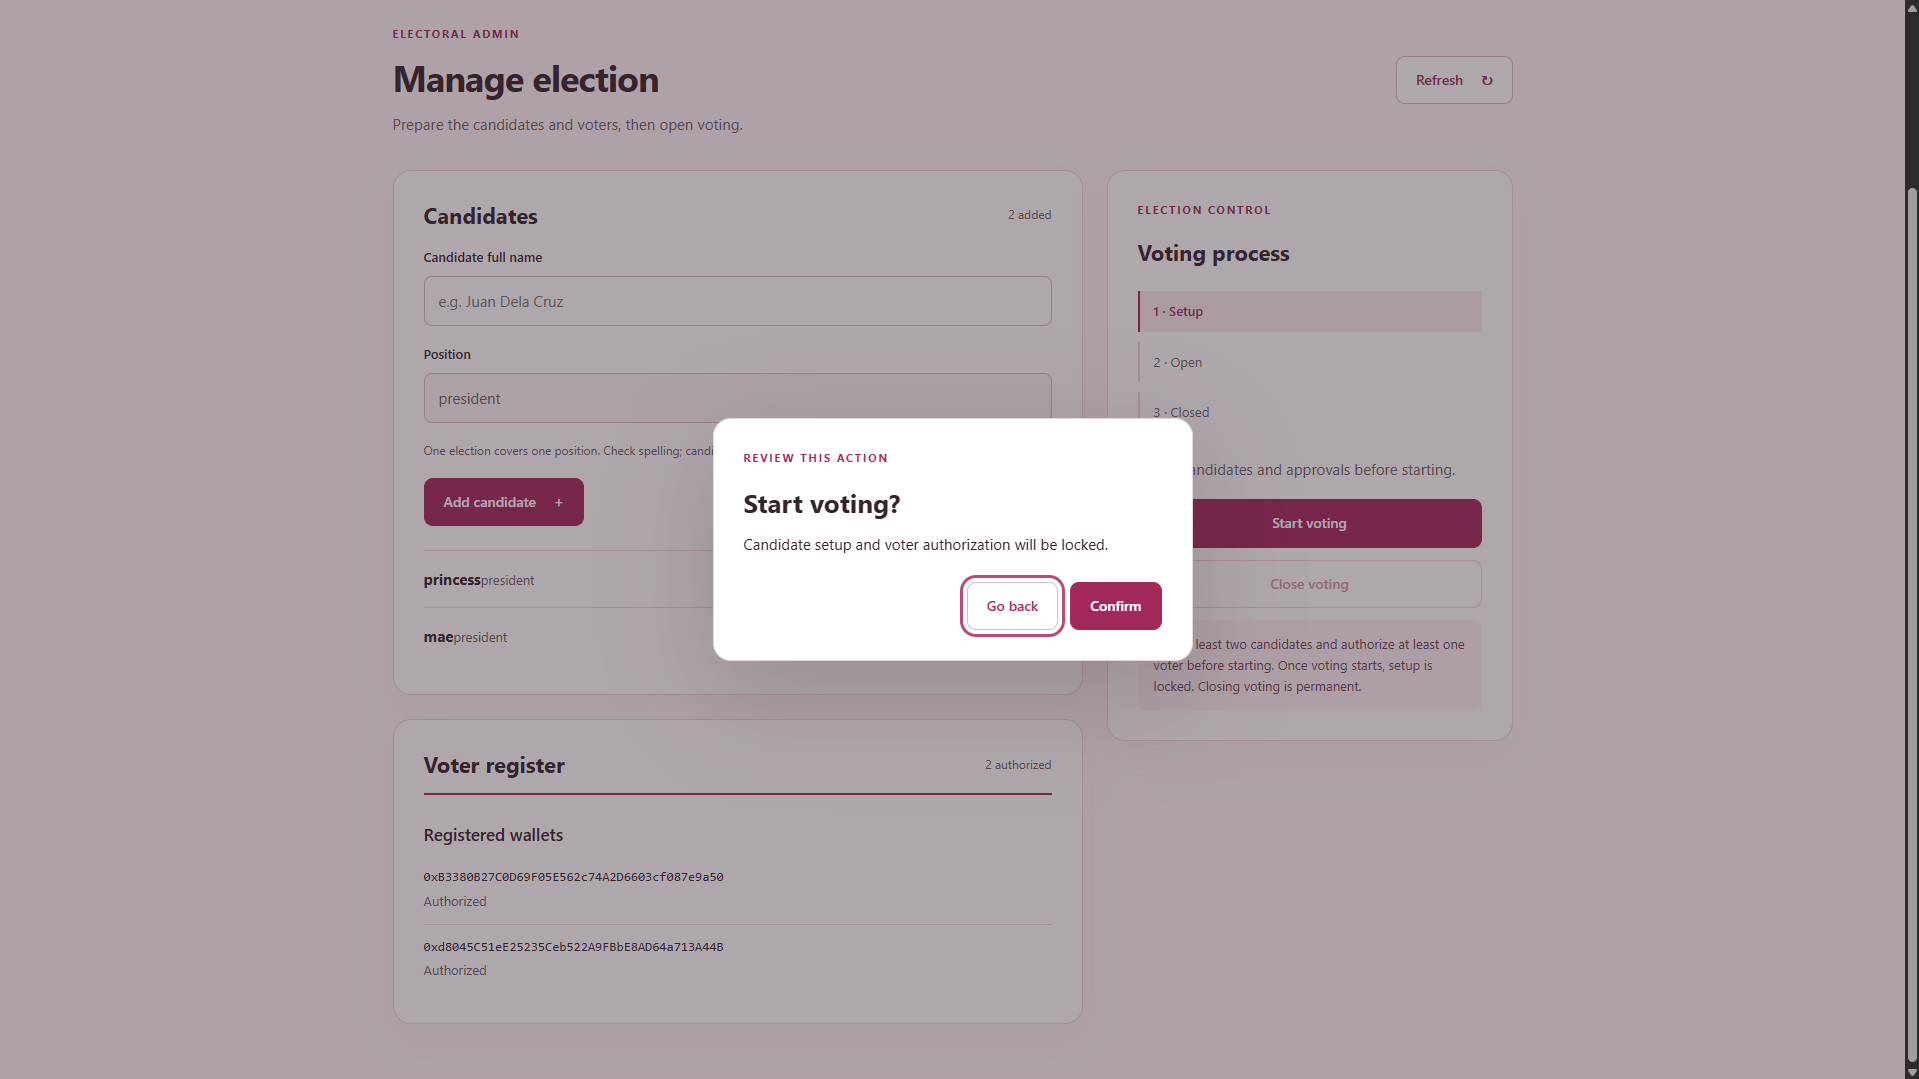 ELECTORAL ADMIN
Manage election
Refresh ↻
Prepare the candidates and voters, then open voting.
Candidates
2 added
Candidate full name
e.g. Juan Dela Cruz
Position
president
One election covers one position. Check spelling; candi
Add candidate +
princesspresident
maepresident
Voter register
2 authorized
Registered wallets
0xB3380B27C0D69F05E562c74A2D6603cf087e9a50
Authorized
0xd8045C51eE25235Ceb522A9FBbE8AD64a713A44B
Authorized
ELECTION CONTROL
Voting process
1 · Setup
2 · Open
3 · Closed
andidates and approvals before starting.
Start voting
Close voting
least two candidates and authorize at least one
voter before starting. Once voting starts, setup is
locked. Closing voting is permanent.
REVIEW THIS ACTION
Start voting?
Candidate setup and voter authorization will be locked.
Go back
Confirm